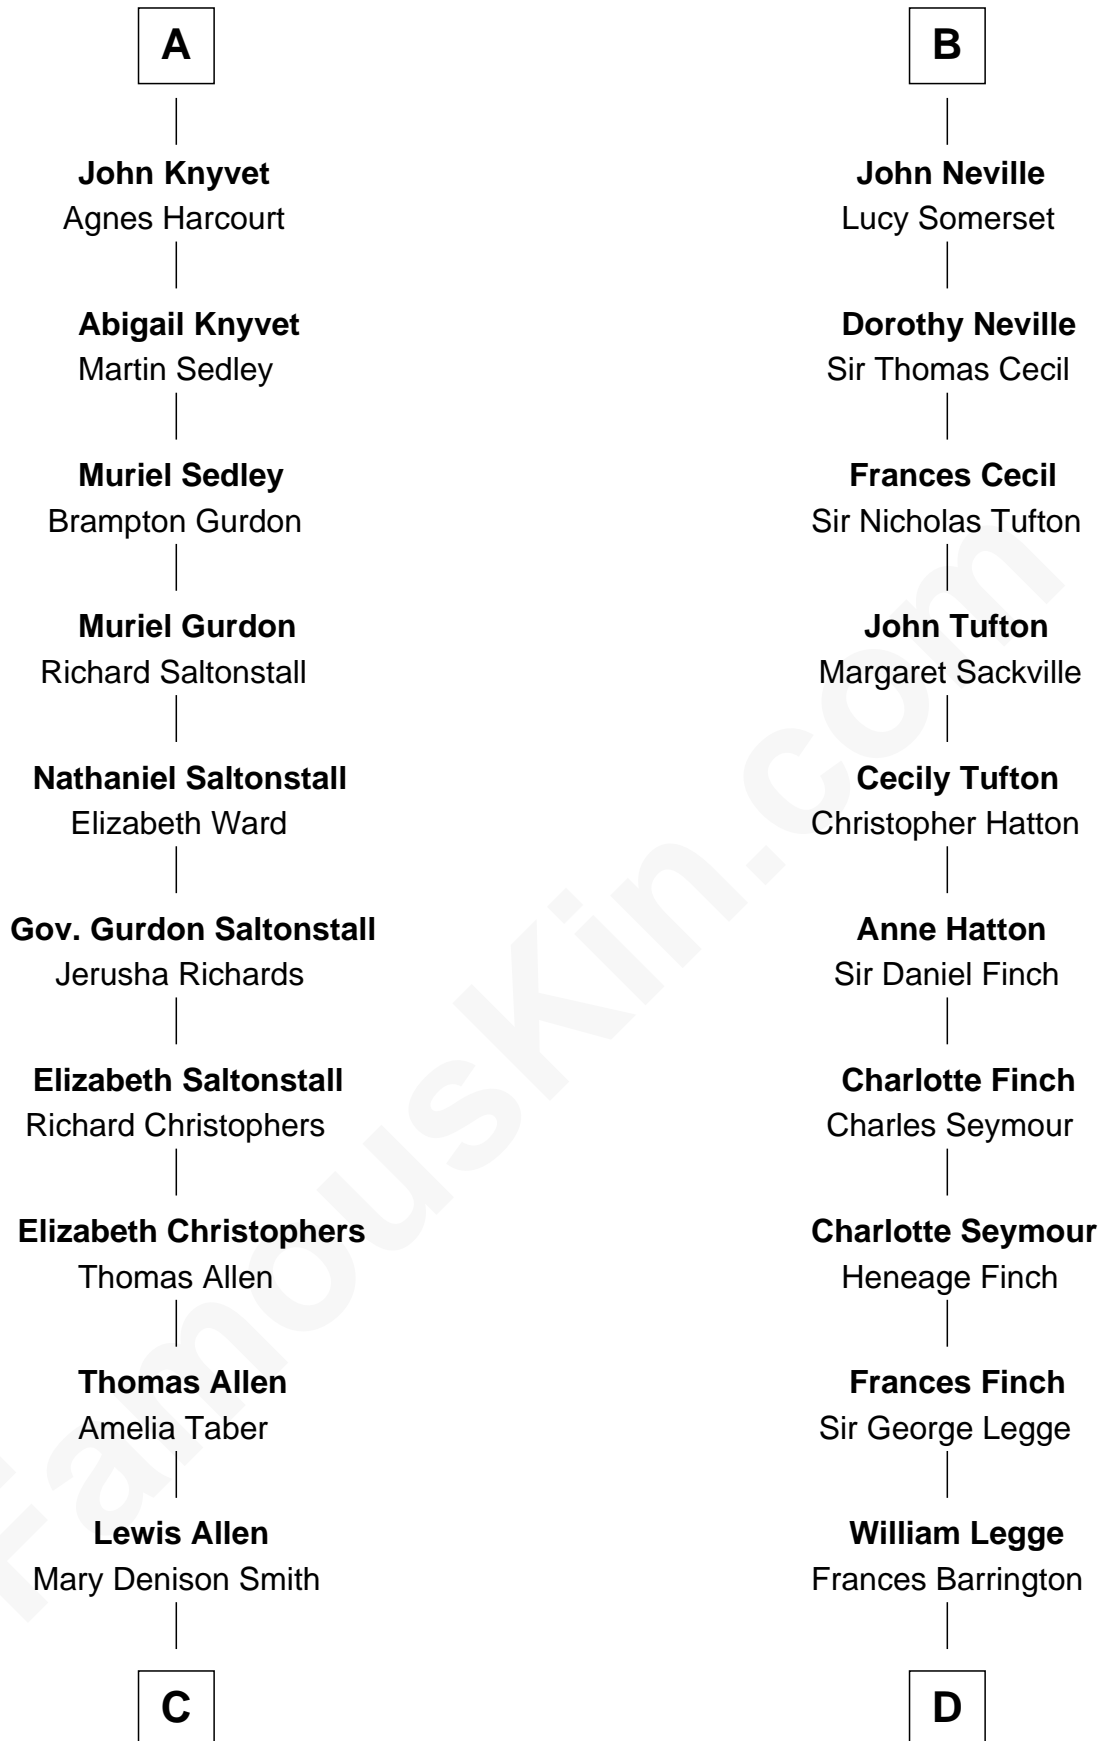 A
John Knyvet
Agnes Harcourt
Abigail Knyvet
Martin Sedley
Muriel Sedley
Brampton Gurdon
Muriel Gurdon
Richard Saltonstall
Nathaniel Saltonstall
Elizabeth Ward
Gov. Gurdon Saltonstall
Jerusha Richards
Elizabeth Saltonstall
Richard Christophers
Elizabeth Christophers
Thomas Allen
Thomas Allen
Amelia Taber
Lewis Allen
Mary Denison Smith
C
B
John Neville
Lucy Somerset
Dorothy Neville
Sir Thomas Cecil
Frances Cecil
Sir Nicholas Tufton
John Tufton
Margaret Sackville
Cecily Tufton
Christopher Hatton
Anne Hatton
Sir Daniel Finch
Charlotte Finch
Charles Seymour
Charlotte Seymour
Heneage Finch
Frances Finch
Sir George Legge
William Legge
Frances Barrington
D
FamousKin.com